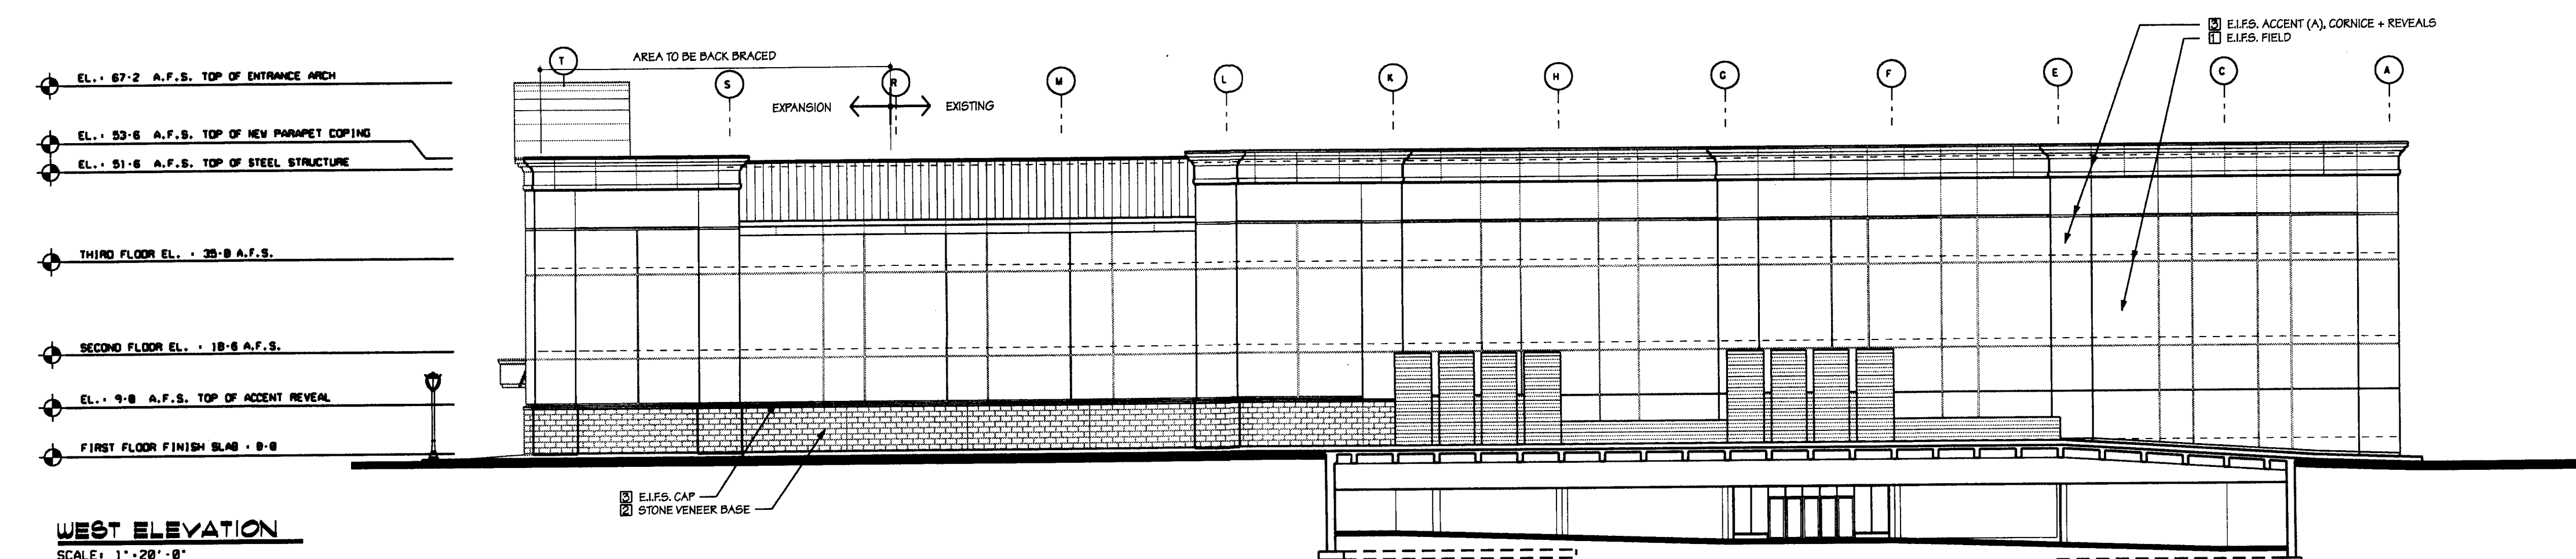 3 E.I.F.S. ACCENT (A), CORNICE + REVEALS
1 E.I.F.S. FIELD
T
AREA TO BE BACK BRACED
S
R
M
L
K
H
G
F
E
C
A
EXPANSION
EXISTING
EL. · 67-2 A.F.S. TOP OF ENTRANCE ARCH
EL. · 53-6 A.F.S. TOP OF NEW PARAPET COPING
EL. · 51-6 A.F.S. TOP OF STEEL STRUCTURE
THIRD FLOOR EL. · 35-0 A.F.S.
SECOND FLOOR EL. · 18-6 A.F.S.
EL. · 9-0 A.F.S. TOP OF ACCENT REVEAL
FIRST FLOOR FINISH SLAB · 0-0
3 E.I.F.S. CAP
2 STONE VENEER BASE
WEST ELEVATION
SCALE: 1"·20'-0"